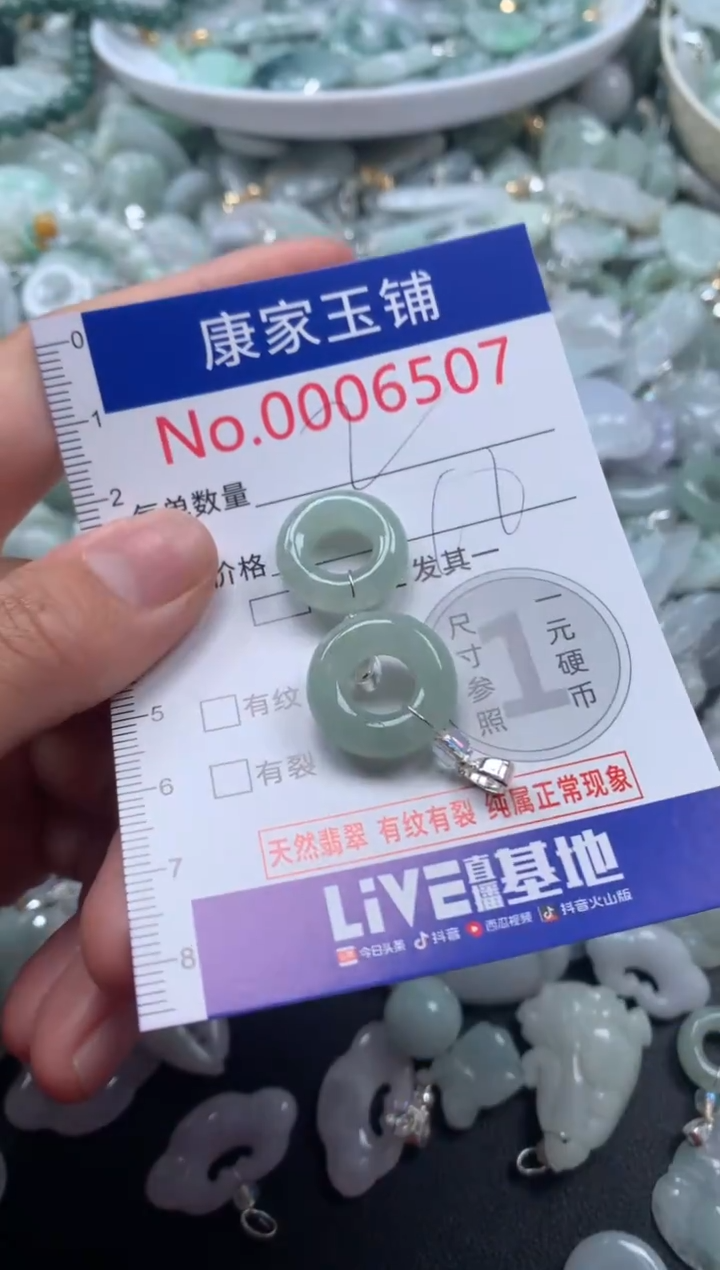 康家玉铺
No.0006507
0
1
2
每单数量
价格
发其一
尺寸参照
1
一元硬币
5
有纹
6
有裂
天然翡翠 有纹有裂 纯属正常现象
7
LiVE直播基地
8
今日头条 抖音 西瓜视频 抖音火山版